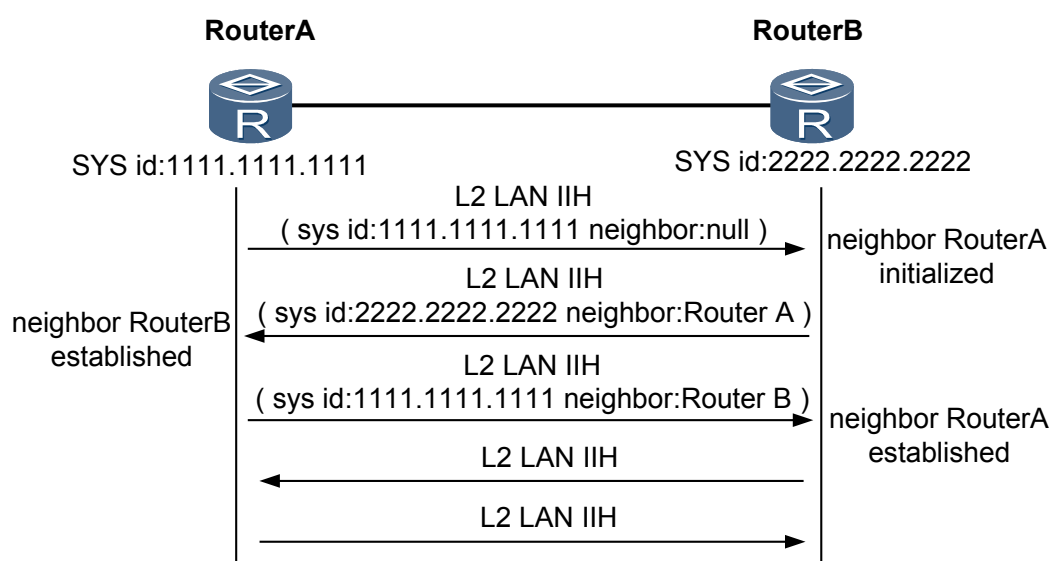 RouterA
RouterB
R
R
SYS id:1111.1111.1111
SYS id:2222.2222.2222
L2 LAN IIH
( sys id:1111.1111.1111 neighbor:null )
neighbor RouterA
initialized
L2 LAN IIH
( sys id:2222.2222.2222 neighbor:Router A )
neighbor RouterB
established
L2 LAN IIH
( sys id:1111.1111.1111 neighbor:Router B )
neighbor RouterA
established
L2 LAN IIH
L2 LAN IIH